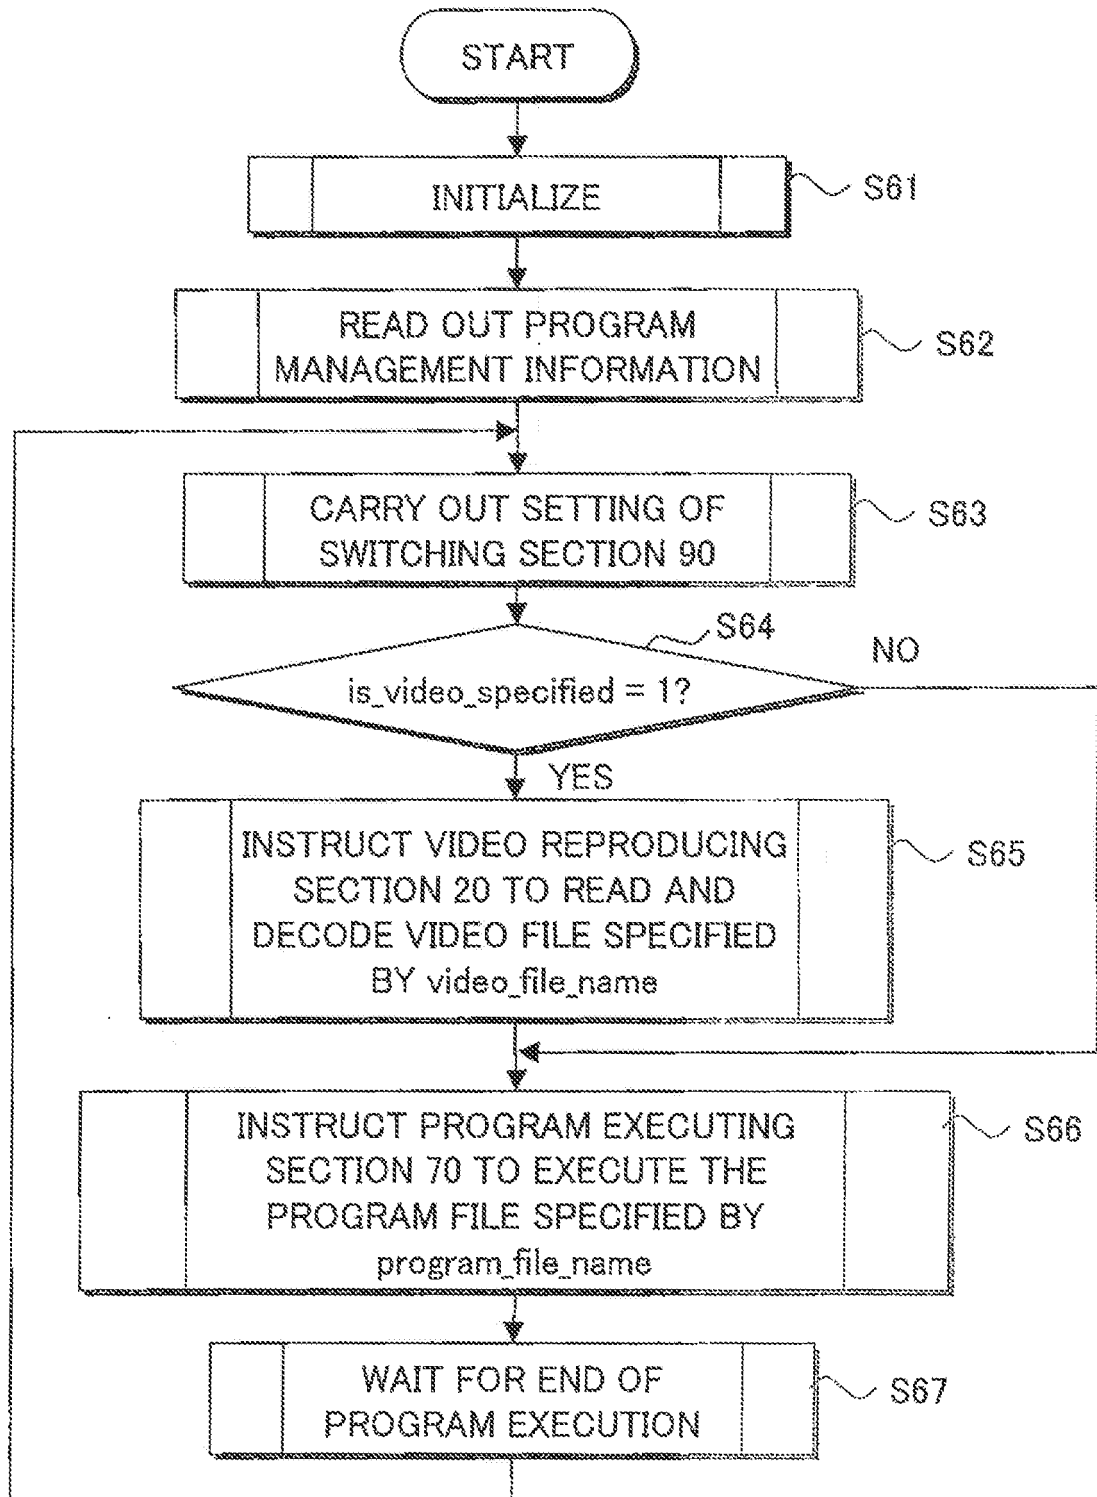 START
INITIALIZE
S61
READ OUT PROGRAM
MANAGEMENT INFORMATION
S62
CARRY OUT SETTING OF
SWITCHING SECTION 90
S63
S64
is_video_specified = 1?
NO
YES
INSTRUCT VIDEO REPRODUCING
SECTION 20 TO READ AND
DECODE VIDEO FILE SPECIFIED
BY video_file_name
S65
INSTRUCT PROGRAM EXECUTING
SECTION 70 TO EXECUTE THE
PROGRAM FILE SPECIFIED BY
program_file_name
S66
WAIT FOR END OF
PROGRAM EXECUTION
S67